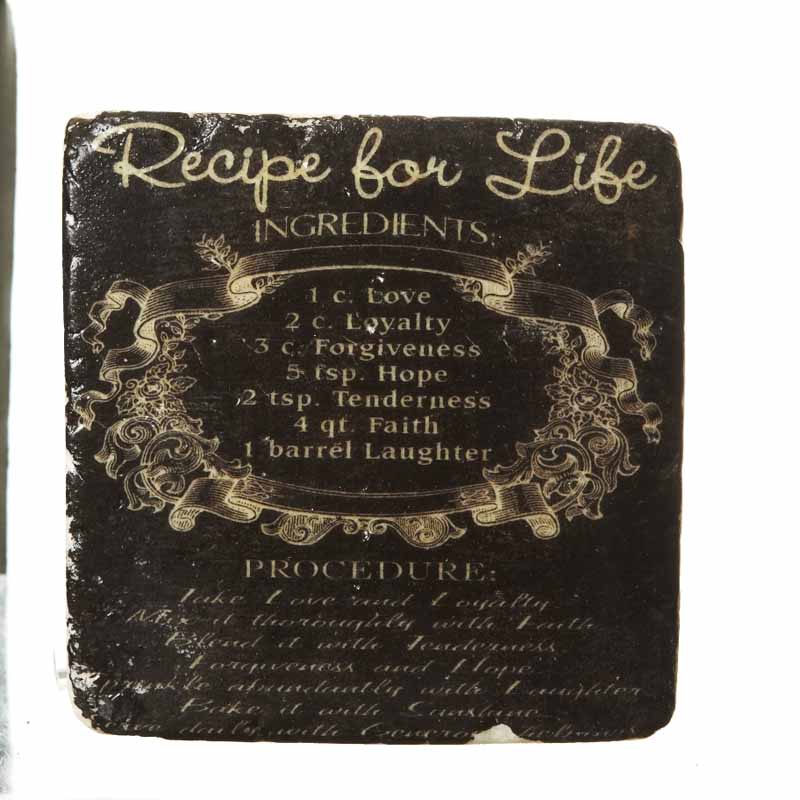 Recipe for Life
INGREDIENTS:
1 c. Love
2 c. Loyalty
3 c. Forgiveness
5 tsp. Hope
2 tsp. Tenderness
4 qt. Faith
1 barrel Laughter
PROCEDURE:
Take Love and Loyalty
Mix it thoroughly with Faith
Blend it with Tenderness
Forgiveness and Hope
abundantly with Laughter
Bake it with Sunshine
daily with